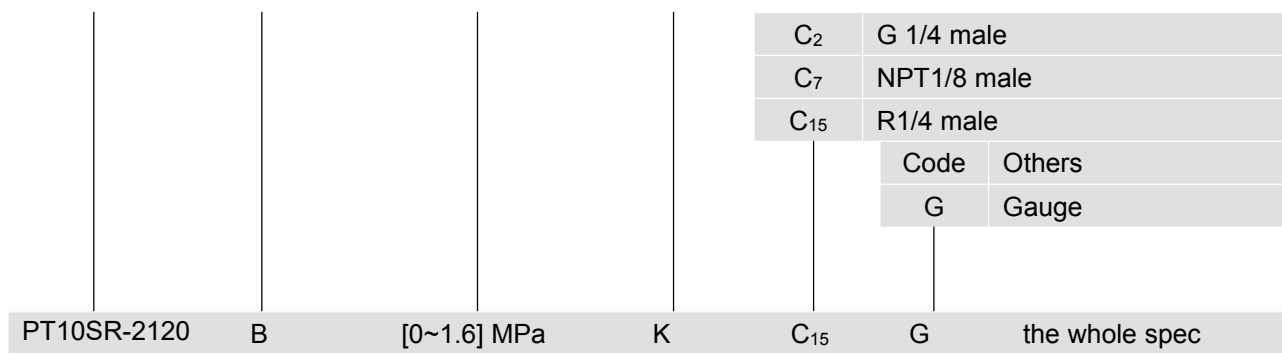 C₂ G 1/4 male
C₇ NPT1/8 male
C₁₅ R1/4 male
Code Others
G Gauge
PT10SR-2120 B [0~1.6] MPa K C₁₅ G the whole spec